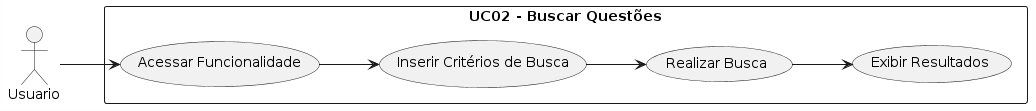 UC02 - Buscar Questões
Acessar Funcionalidade
Inserir Critérios de Busca
Realizar Busca
Exibir Resultados
Usuario